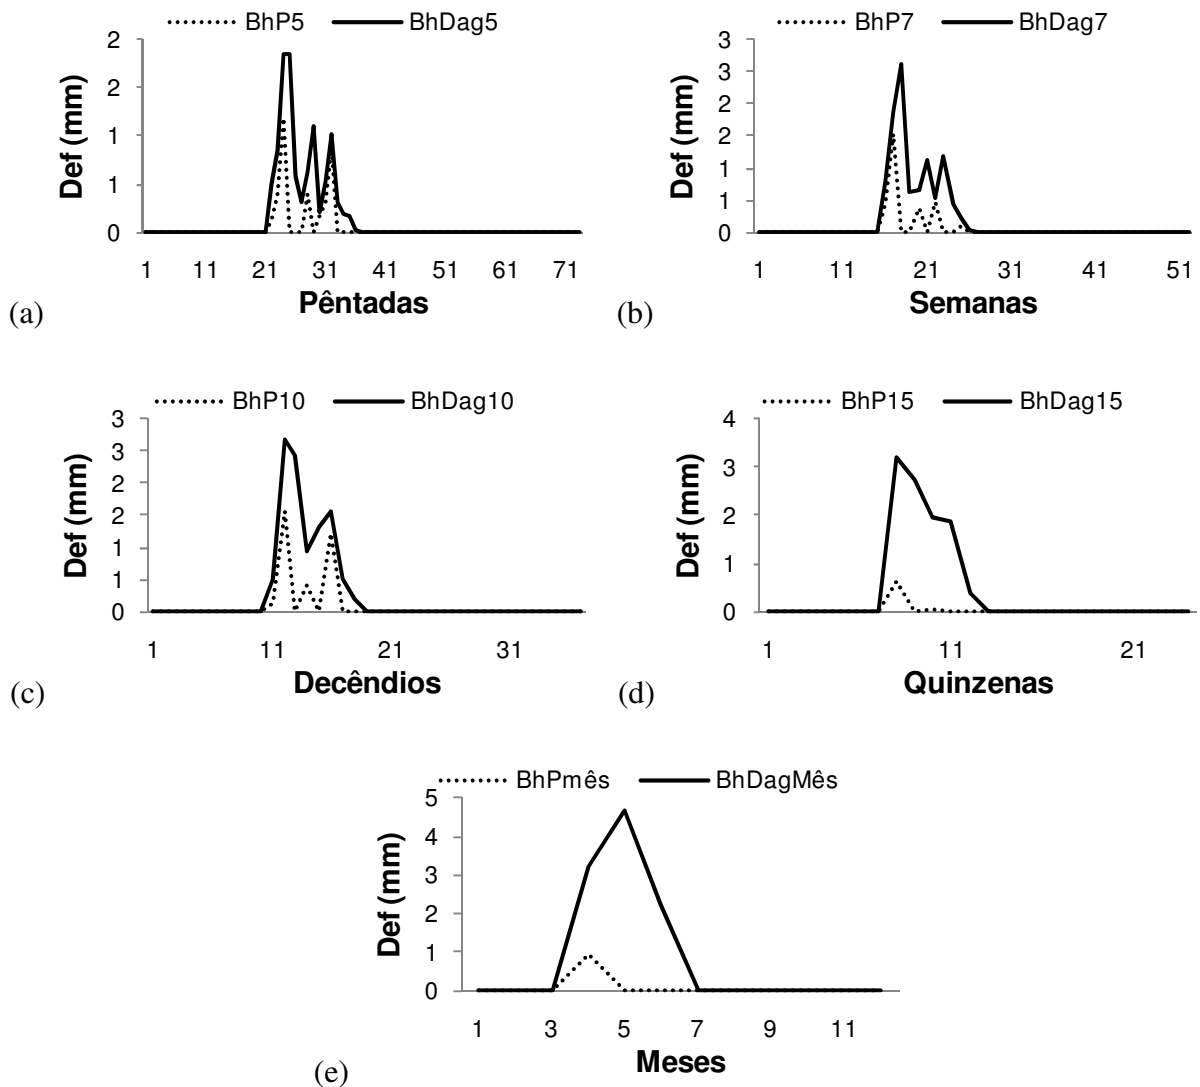 BhP5 BhDag5
2
2
1
1
0
Def (mm)
1 11 21 31 41 51 61 71
Pêntadas
(a)
BhP7 BhDag7
3
3
2
2
1
1
0
Def (mm)
1 11 21 31 41 51
Semanas
(b)
BhP10 BhDag10
3
3
2
2
1
1
0
Def (mm)
1 11 21 31
Decêndios
(c)
BhP15 BhDag15
4
3
2
1
0
Def (mm)
1 11 21
Quinzenas
(d)
BhPmês BhDagMês
5
4
3
2
1
0
Def (mm)
1 3 5 7 9 11
Meses
(e)